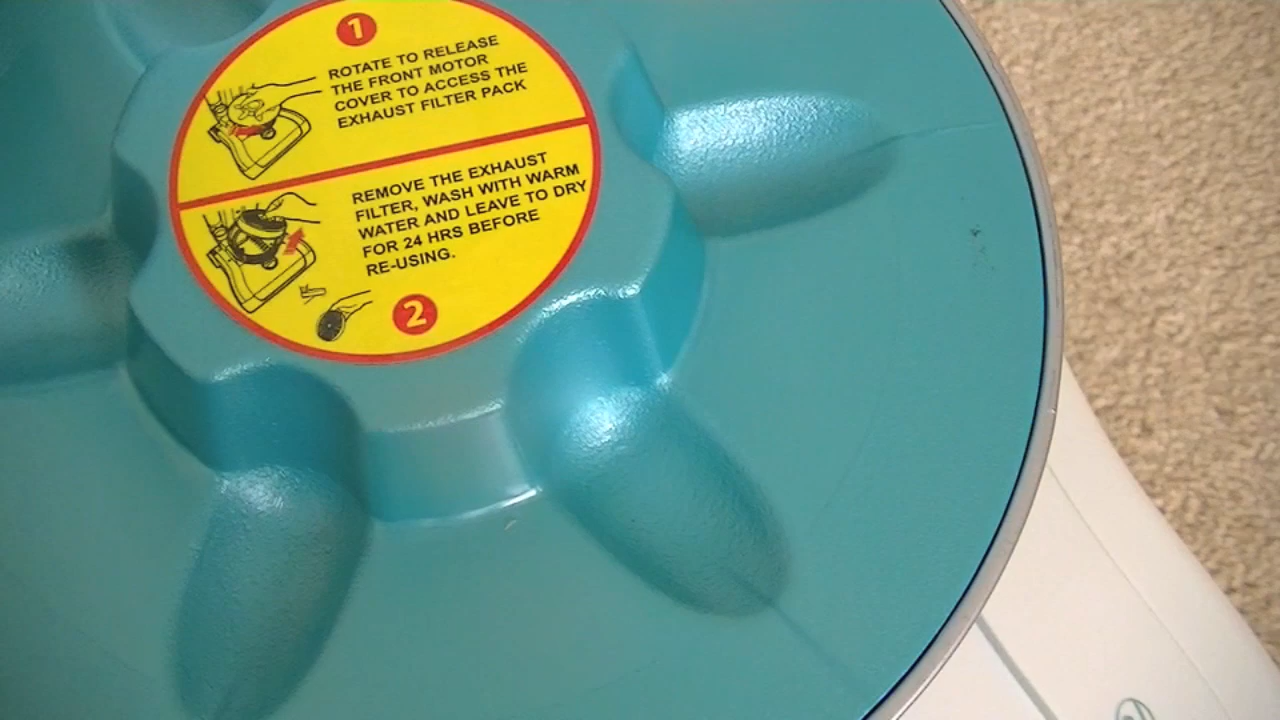 1
ROTATE TO RELEASE
THE FRONT MOTOR
COVER TO ACCESS THE
EXHAUST FILTER PACK
REMOVE THE EXHAUST
FILTER, WASH WITH WARM
WATER AND LEAVE TO DRY
FOR 24 HRS BEFORE
RE-USING.
2